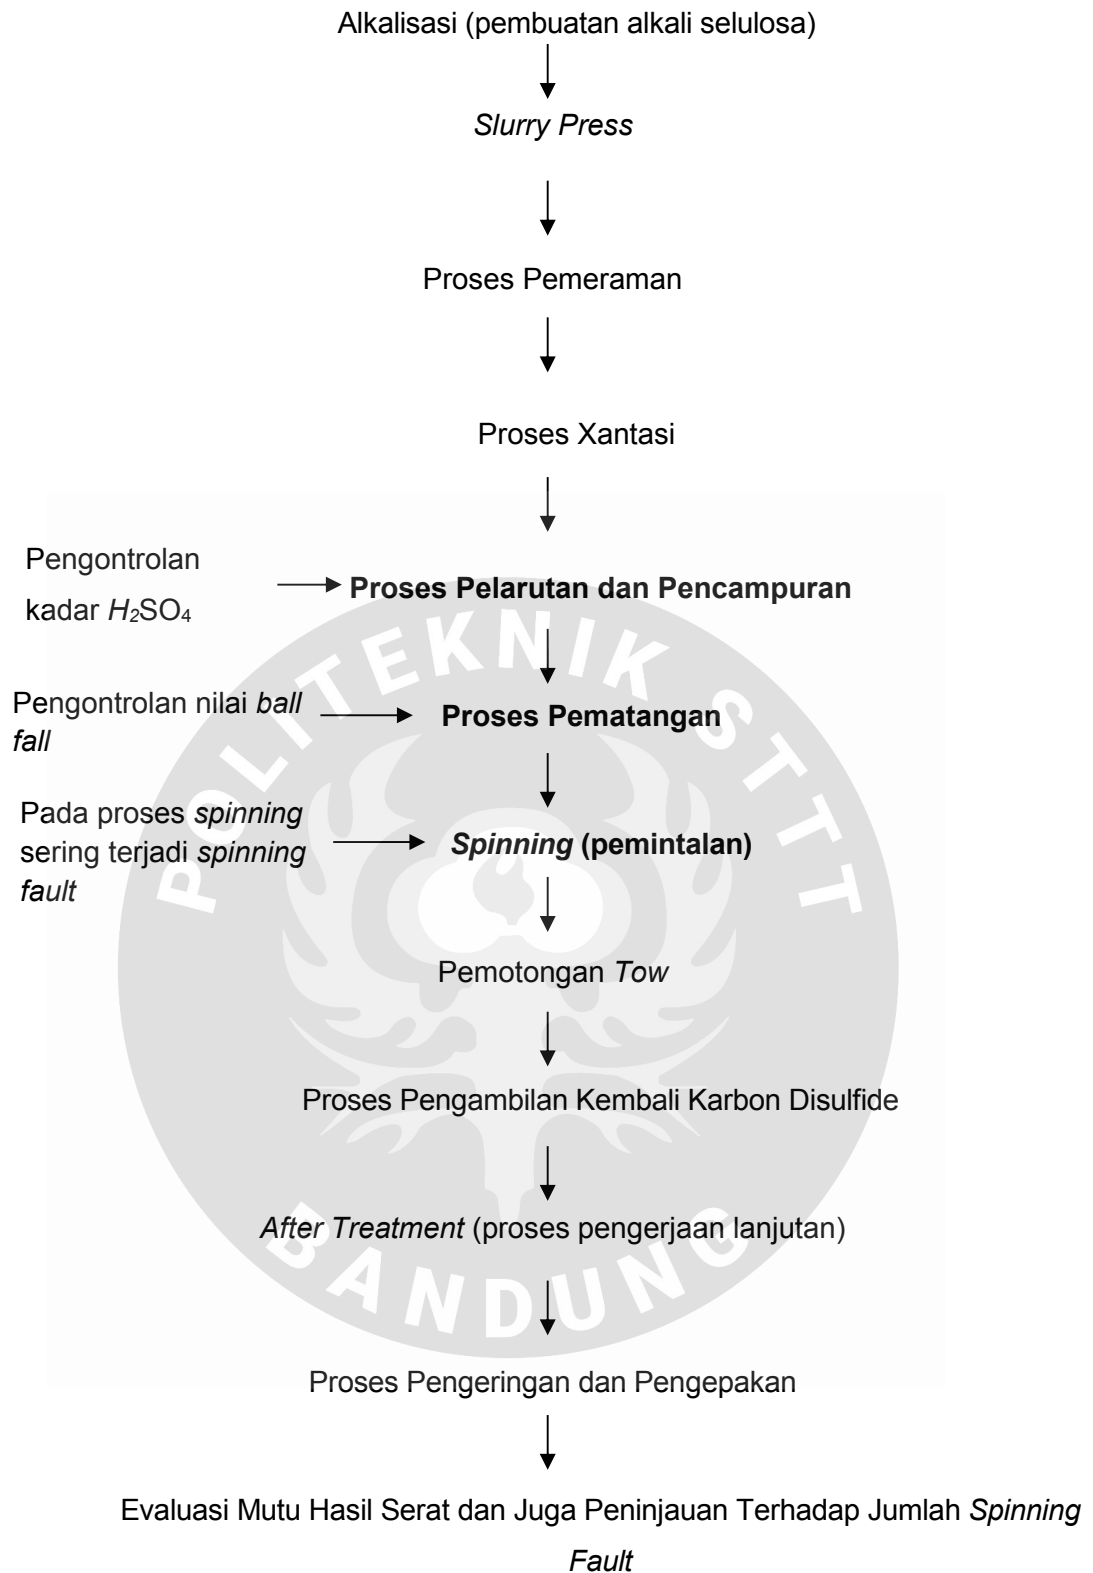 Alkalisasi (pembuatan alkali selulosa)
Slurry Press
Proses Pemeraman
Proses Xantasi
Pengontrolan
kadar H₂SO₄
Proses Pelarutan dan Pencampuran
Pengontrolan nilai ball
fall
Proses Pematangan
Pada proses spinning
sering terjadi spinning
fault
Spinning (pemintalan)
Pemotongan Tow
Proses Pengambilan Kembali Karbon Disulfide
After Treatment (proses pengerjaan lanjutan)
Proses Pengeringan dan Pengepakan
Evaluasi Mutu Hasil Serat dan Juga Peninjauan Terhadap Jumlah Spinning
Fault
POLITEKNIK STTT
BANDUNG